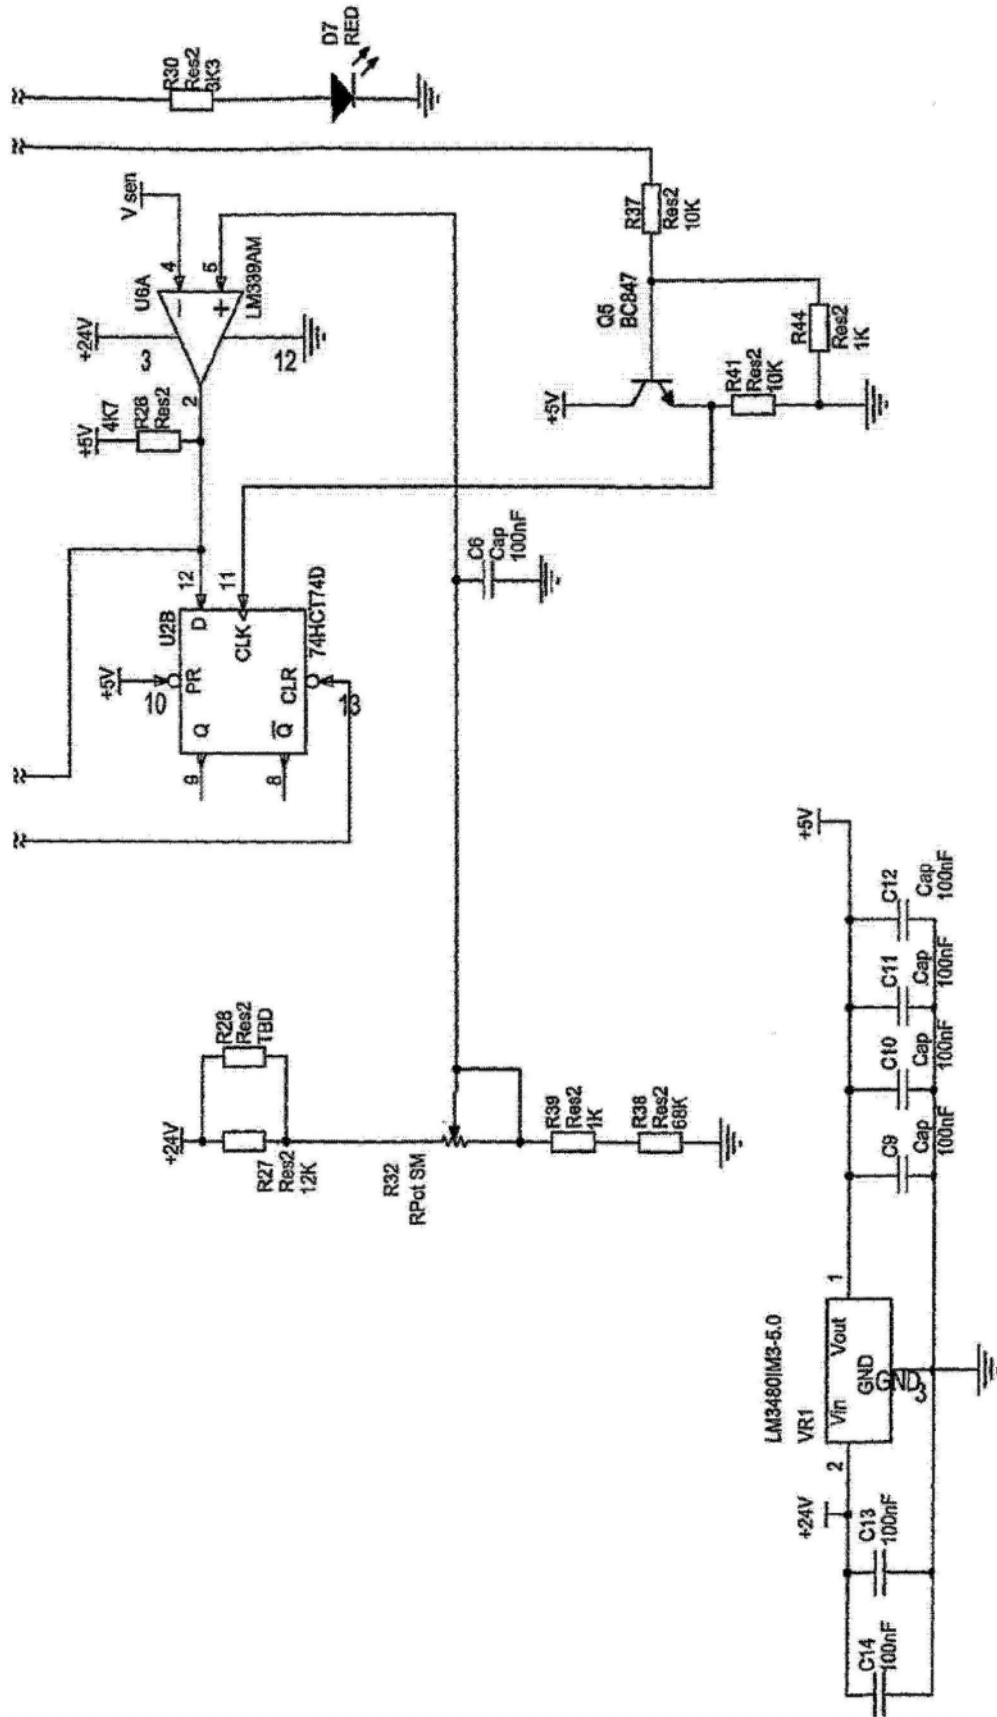 R30
Res2
3K3
D7
RED
V sen
4
5
U6A
LM339AM
+24V
3
12
+5V
4K7
R28
Res2
2
R37
Res2
10K
Q5
BC847
R44
Res2
1K
+5V
R41
Res2
10K
12
11
U2B
D
CLK
74HCT74D
+5V
10
PR
CLR
13
Q
Q
9
8
C6
Cap
100nF
R28
Res2
TBD
+24V
R27
Res2
12K
R32
RPot SM
R39
Res2
1K
R38
Res2
68K
+5V
C12
Cap
100nF
C11
Cap
100nF
C10
Cap
100nF
C9
Cap
100nF
1
LM3480IM3-5.0
VR1
Vin
Vout
GND
GND
3
2
+24V
C13
100nF
C14
100nF